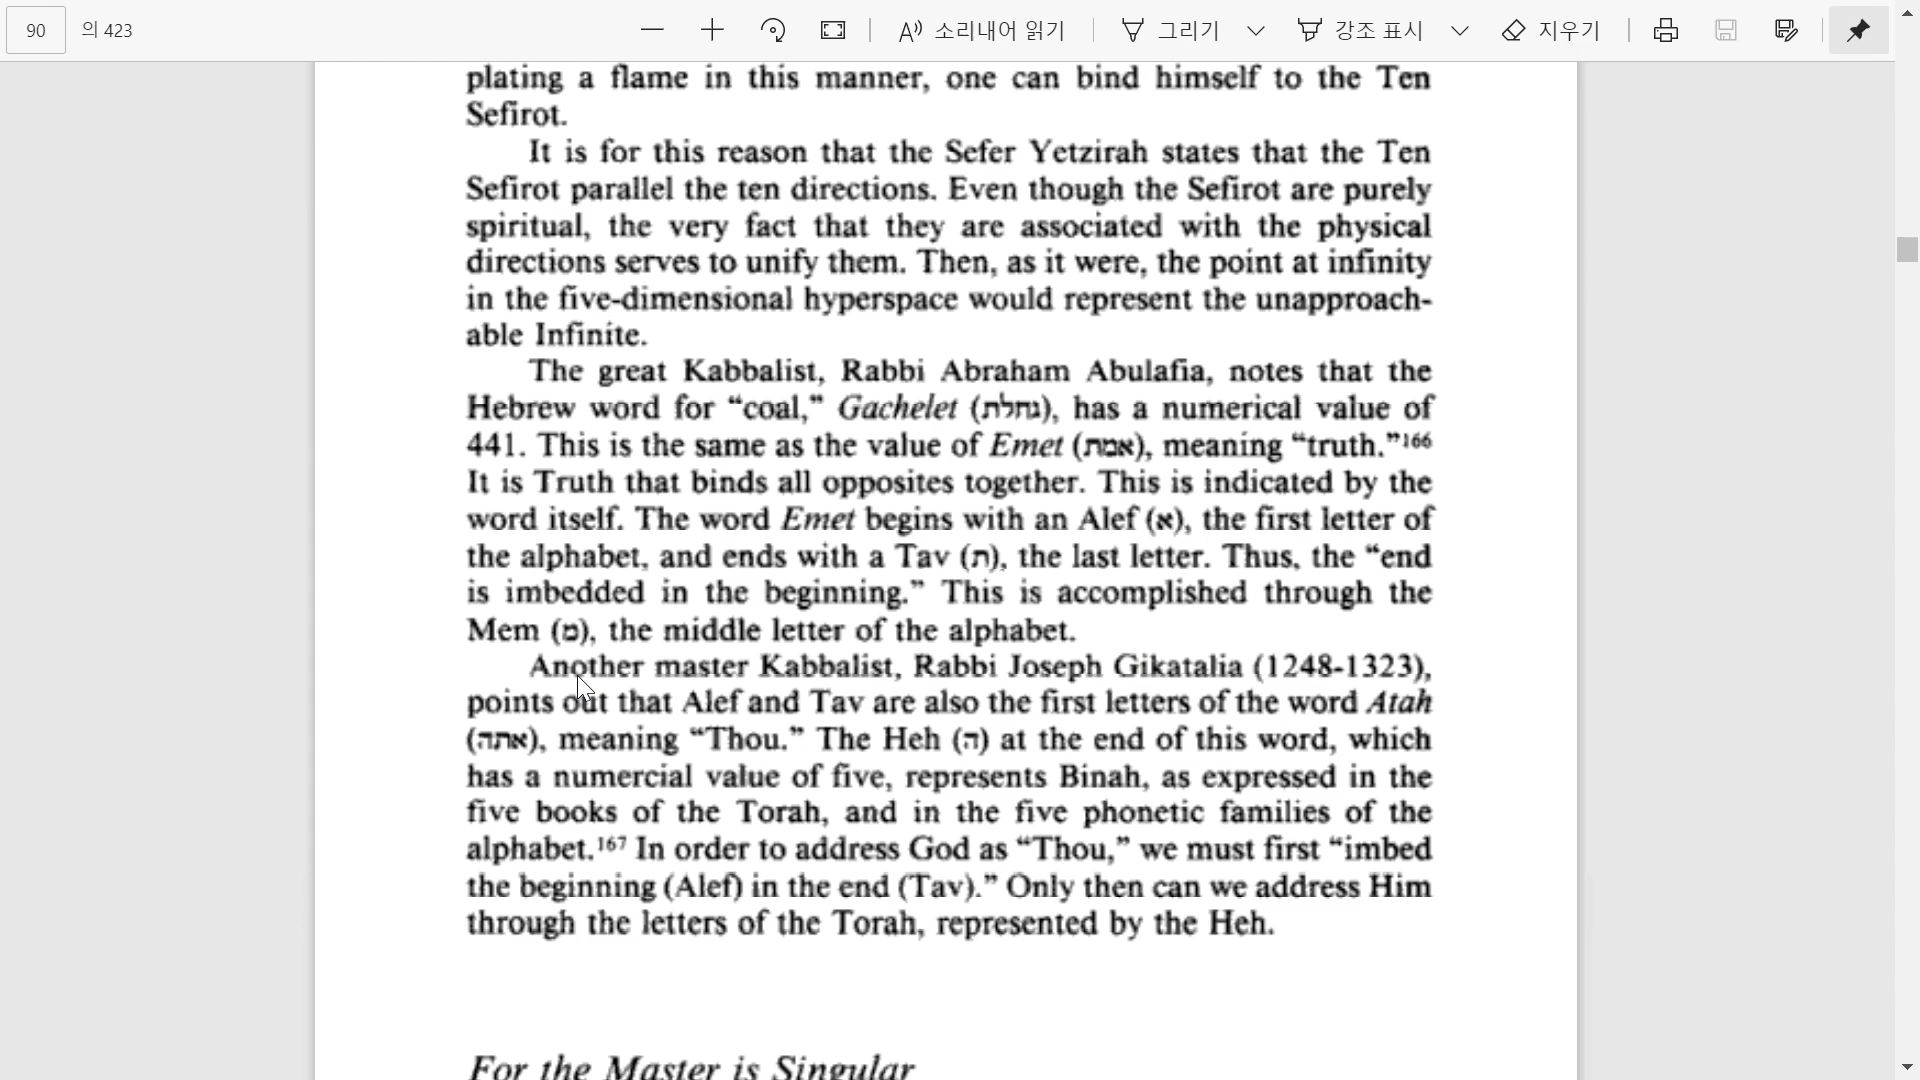 90 의 423 소리내어 읽기 그리기 강조 표시 지우기
plating a flame in this manner, one can bind himself to the Ten
Sefirot.
It is for this reason that the Sefer Yetzirah states that the Ten
Sefirot parallel the ten directions. Even though the Sefirot are purely
spiritual, the very fact that they are associated with the physical
directions serves to unify them. Then, as it were, the point at infinity
in the five-dimensional hyperspace would represent the unapproach-
able Infinite.
The great Kabbalist, Rabbi Abraham Abulafia, notes that the
Hebrew word for “coal,” Gachelet (גחלת), has a numerical value of
441. This is the same as the value of Emet (אמת), meaning “truth.”¹⁶⁶
It is Truth that binds all opposites together. This is indicated by the
word itself. The word Emet begins with an Alef (א), the first letter of
the alphabet, and ends with a Tav (ת), the last letter. Thus, the “end
is imbedded in the beginning.” This is accomplished through the
Mem (מ), the middle letter of the alphabet.
Another master Kabbalist, Rabbi Joseph Gikatalia (1248-1323),
points out that Alef and Tav are also the first letters of the word Atah
(אתה), meaning “Thou.” The Heh (ה) at the end of this word, which
has a numercial value of five, represents Binah, as expressed in the
five books of the Torah, and in the five phonetic families of the
alphabet.¹⁶⁷ In order to address God as “Thou,” we must first “imbed
the beginning (Alef) in the end (Tav).” Only then can we address Him
through the letters of the Torah, represented by the Heh.
For the Master is Singular